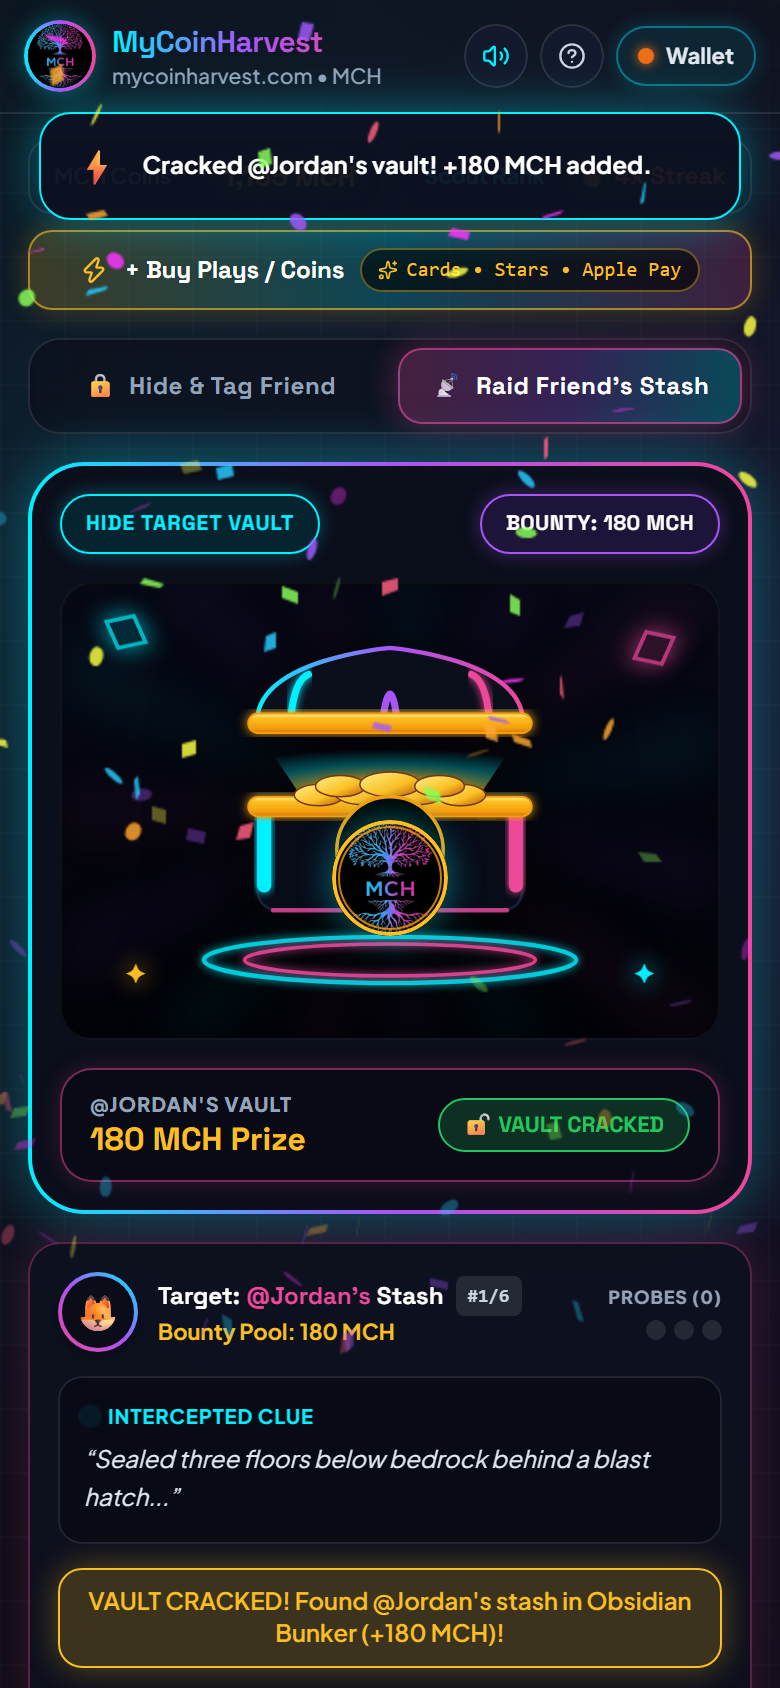 MCH
MyCoinHarvest
mycoinharvest.com • MCH
Wallet
Cracked @Jordan's vault! +180 MCH added.
+ Buy Plays / Coins
Cards • Stars • Apple Pay
Hide & Tag Friend
Raid Friend's Stash
HIDE TARGET VAULT
BOUNTY: 180 MCH
MCH
@JORDAN'S VAULT
180 MCH Prize
VAULT CRACKED
Target: @Jordan's Stash
#1/6
PROBES (0)
Bounty Pool: 180 MCH
INTERCEPTED CLUE
“Sealed three floors below bedrock behind a blast
hatch...”
VAULT CRACKED! Found @Jordan's stash in Obsidian
Bunker (+180 MCH)!